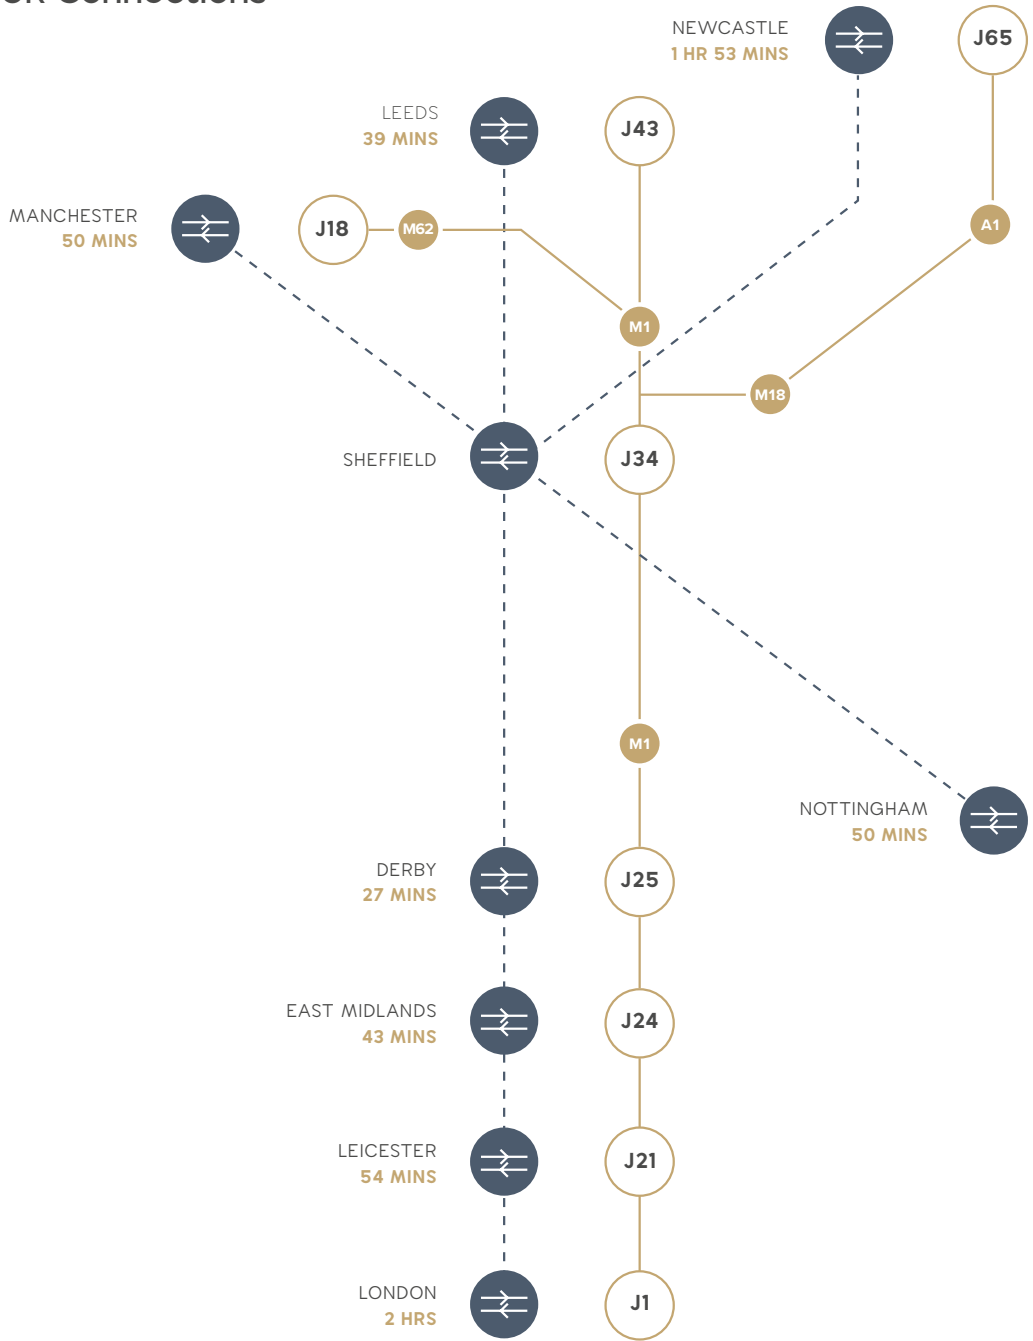 UK Connections
NEWCASTLE
1 HR 53 MINS
J65
LEEDS
39 MINS
J43
MANCHESTER
50 MINS
J18
M62
A1
M1
M18
SHEFFIELD
J34
M1
NOTTINGHAM
50 MINS
DERBY
27 MINS
J25
EAST MIDLANDS
43 MINS
J24
LEICESTER
54 MINS
J21
LONDON
2 HRS
J1